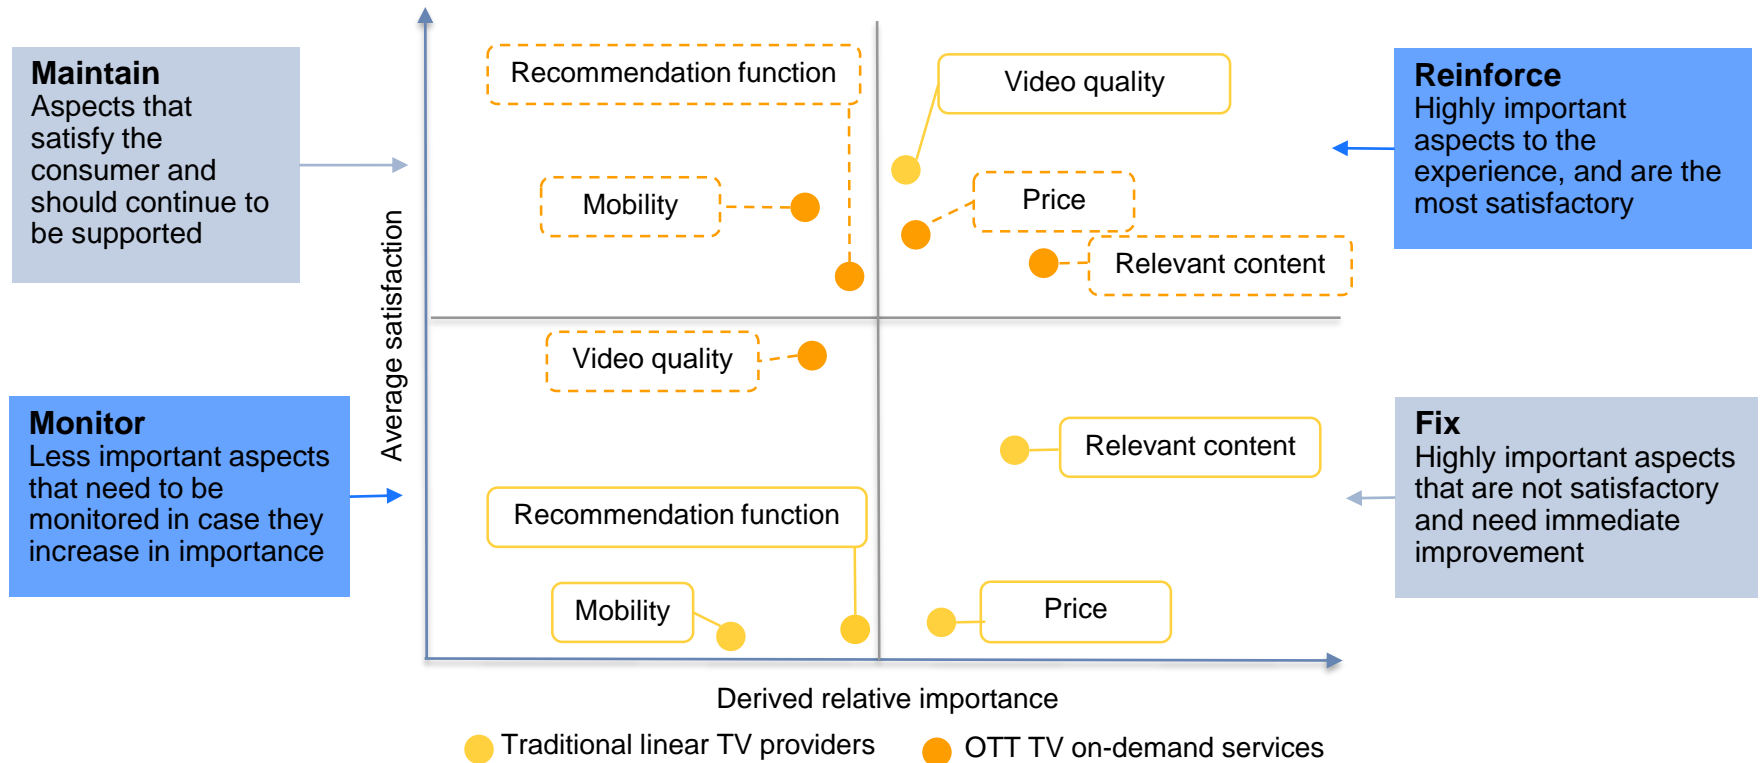 Maintain
Aspects that
satisfy the
consumer and
should continue to
be supported
Monitor
Less important aspects
that need to be
monitored in case they
increase in importance
Average satisfaction
Recommendation function
Video quality
Mobility
Price
Relevant content
Video quality
Relevant content
Recommendation function
Mobility
Price
Reinforce
Highly important
aspects to the
experience, and are the
most satisfactory
Fix
Highly important aspects
that are not satisfactory
and need immediate
improvement
Derived relative importance
Traditional linear TV providers
OTT TV on-demand services